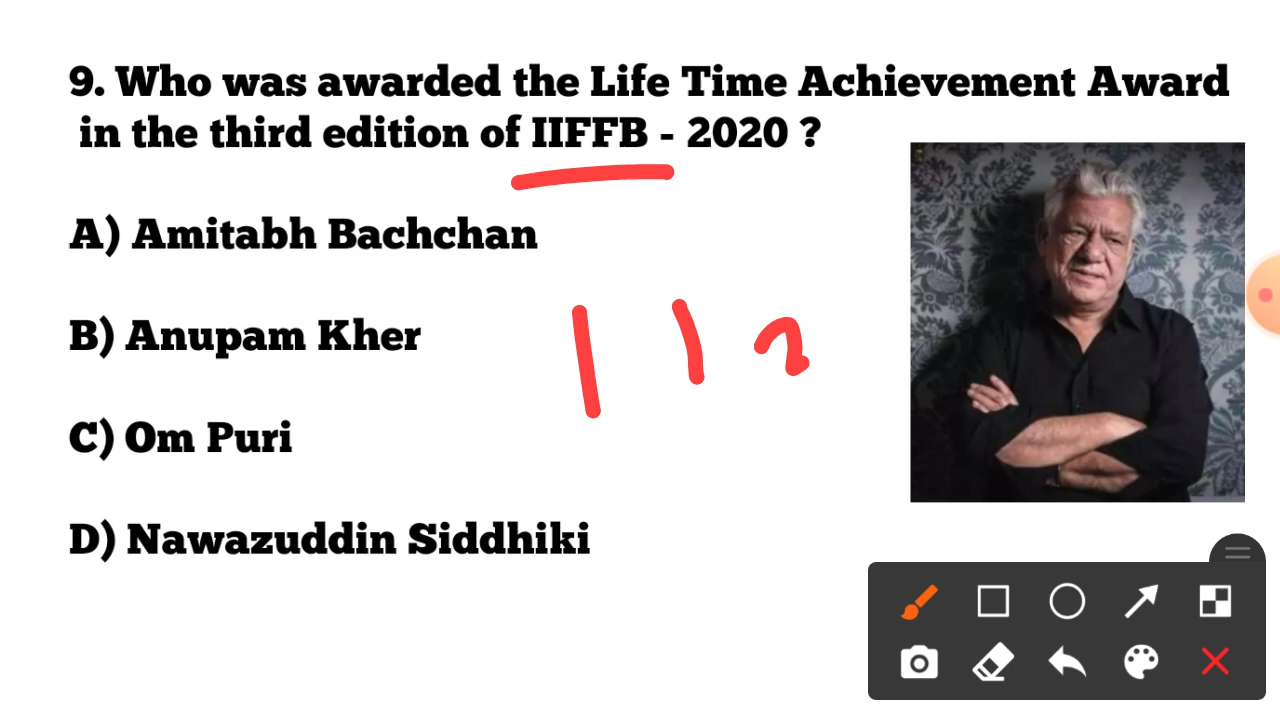 9. Who was awarded the Life Time Achievement Award
in the third edition of IIFFB - 2020 ?
A) Amitabh Bachchan
B) Anupam Kher
C) Om Puri
D) Nawazuddin Siddhiki